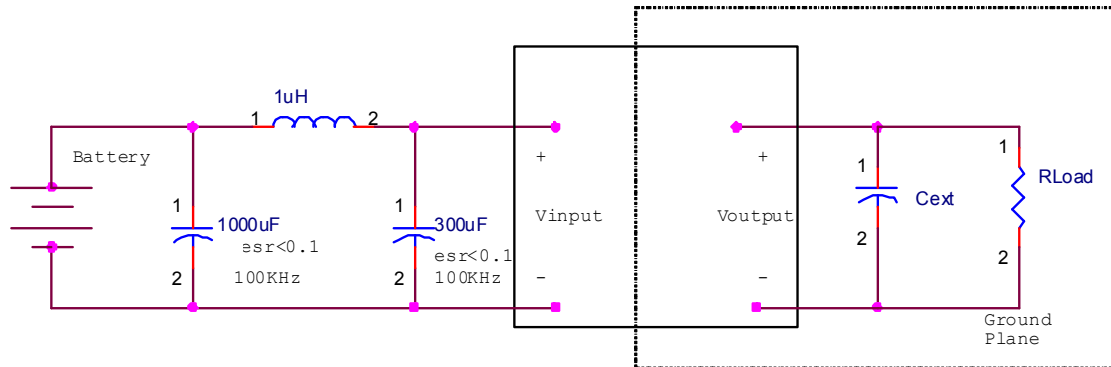 1uH
1
2
Battery
+
+
1
1
RLoad
1
1000uF
1
300uF
Vinput
Voutput
Cext
esr<0.1
esr<0.1
2
100KHz
2
100KHz
-
-
2
2
Ground
Plane